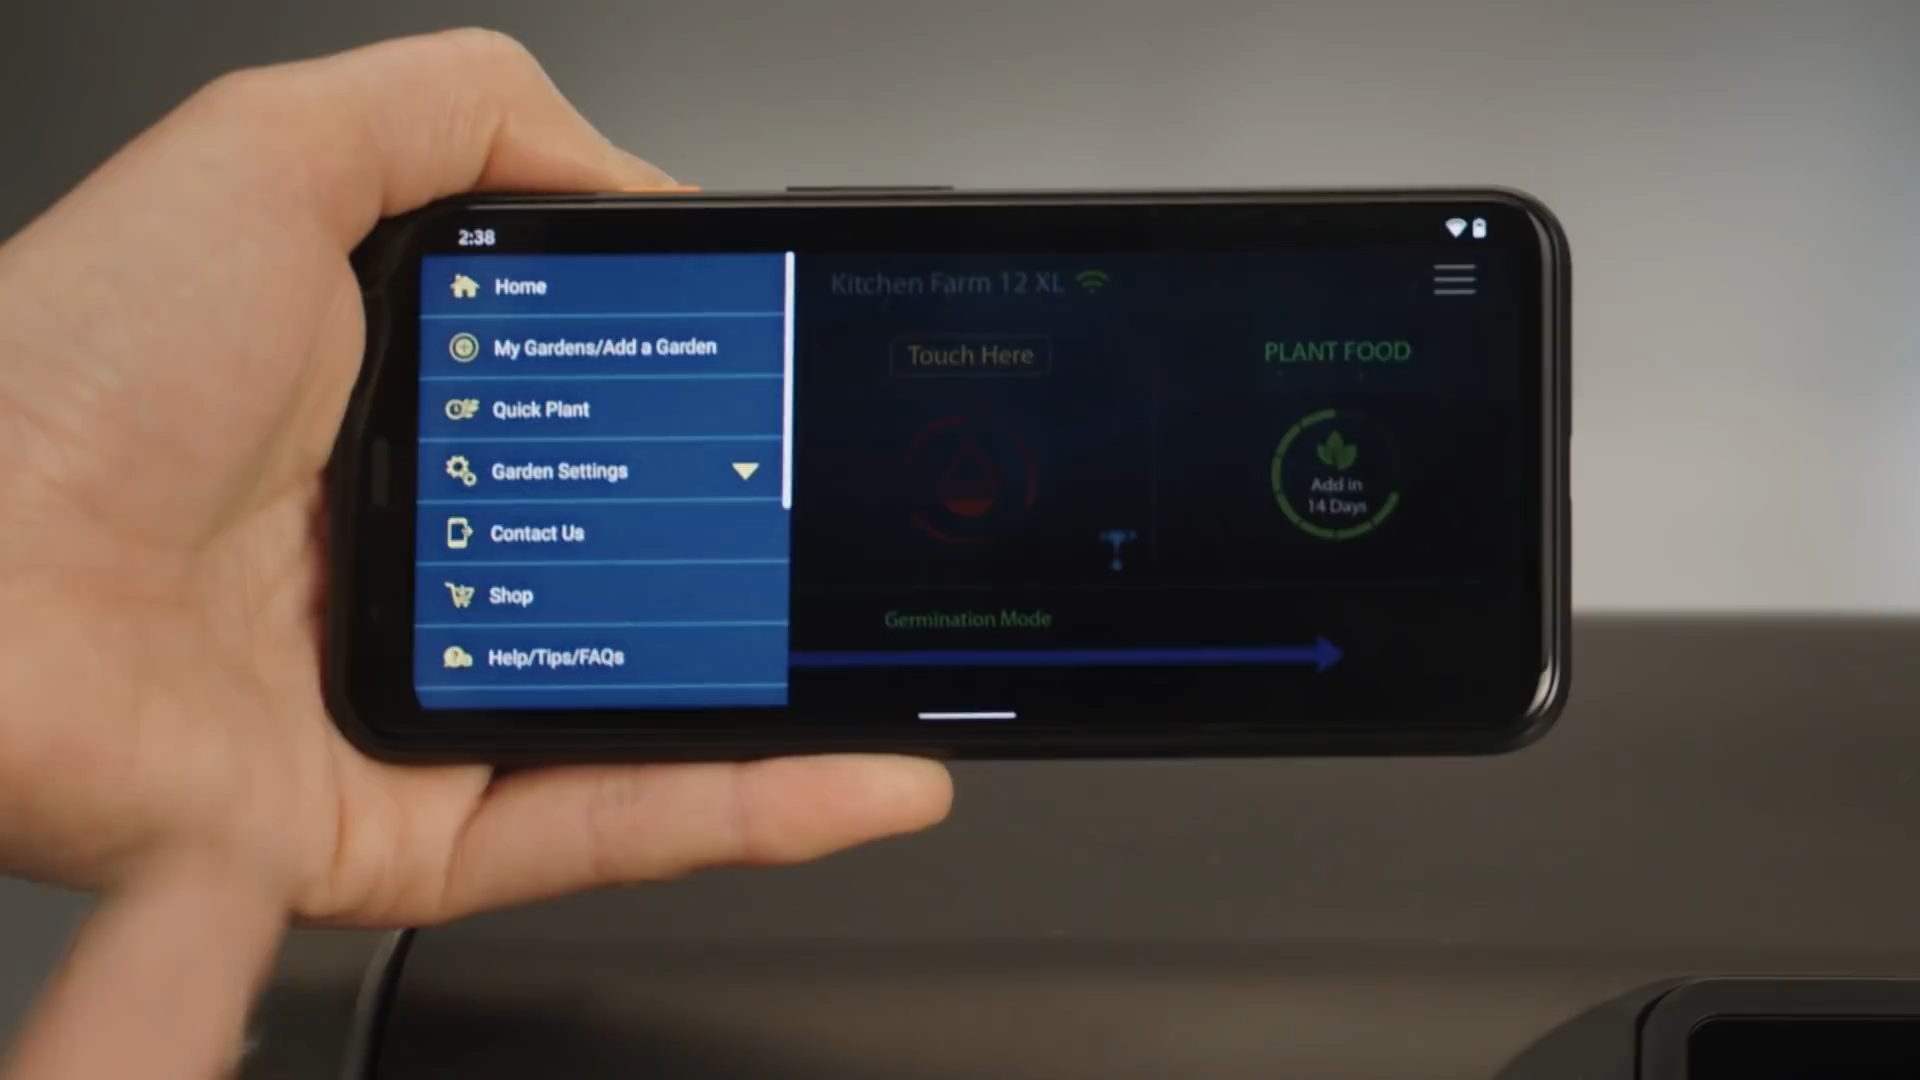 2:38
Home
My Gardens/Add a Garden
Quick Plant
Garden Settings
Contact Us
Shop
Help/Tips/FAQs
Kitchen Farm 12 XL
Touch Here
PLANT FOOD
Add in
14 Days
Germination Mode